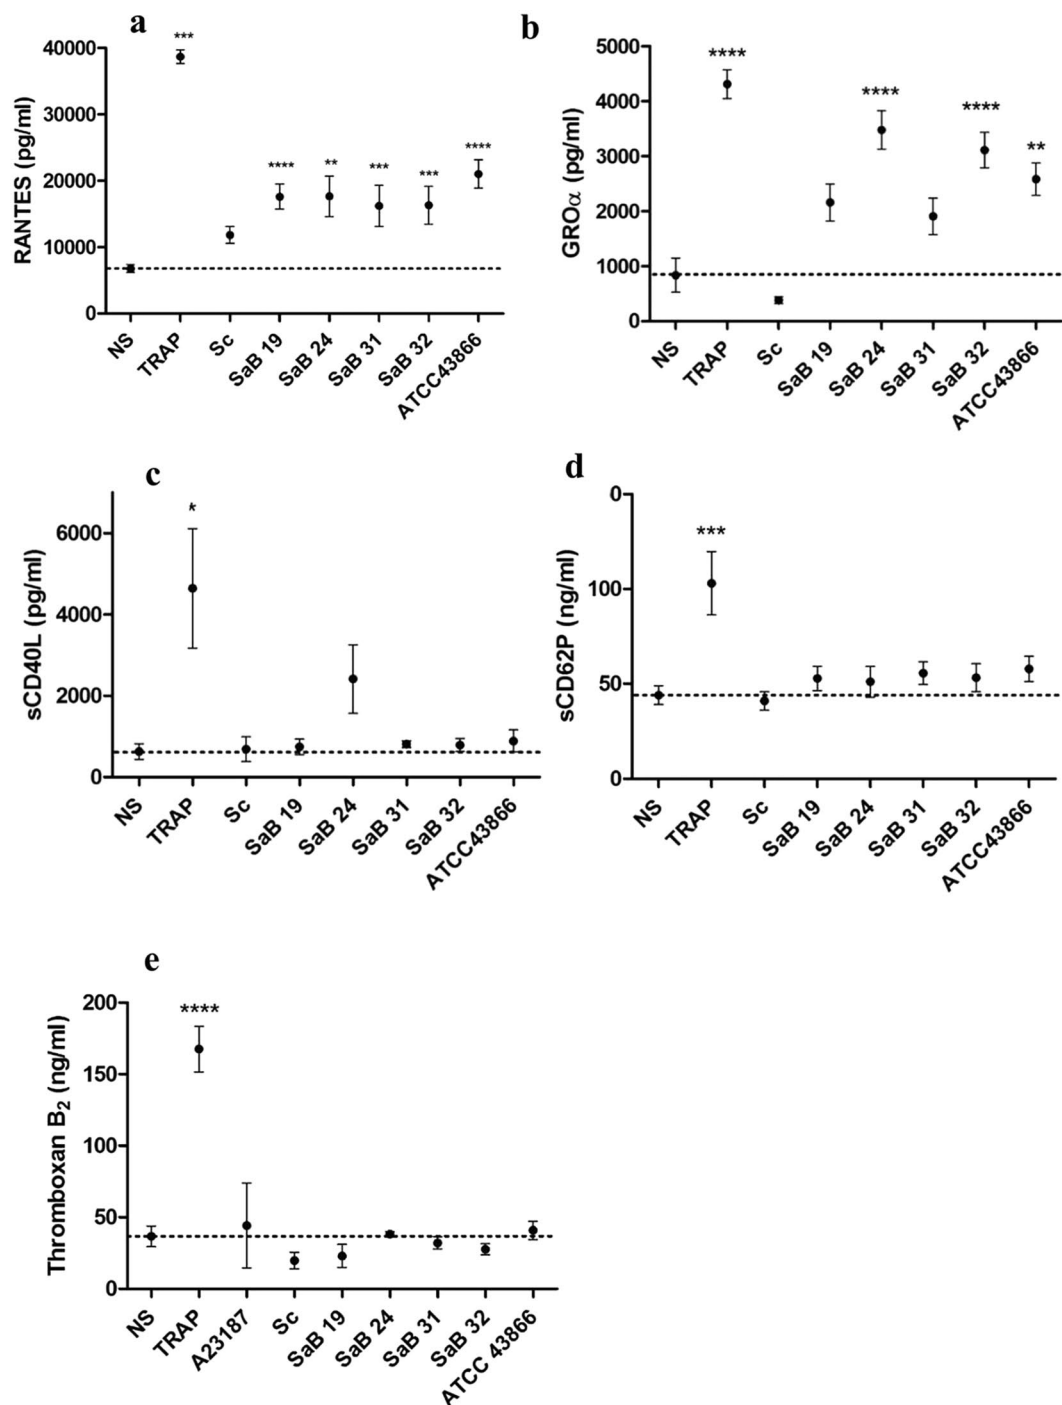 a
RANTES (pg/ml)
40000
30000
20000
10000
0
***
****
**
***
***
****
NS
TRAP
Sc
SaB 19
SaB 24
SaB 31
SaB 32
ATCC43866
b
GROα (pg/ml)
5000
4000
3000
2000
1000
0
****
****
****
**
NS
TRAP
Sc
SaB 19
SaB 24
SaB 31
SaB 32
ATCC43866
c
sCD40L (pg/ml)
6000
4000
2000
0
*
NS
TRAP
Sc
SaB 19
SaB 24
SaB 31
SaB 32
ATCC43866
d
sCD62P (ng/ml)
0
100
50
0
***
NS
TRAP
Sc
SaB 19
SaB 24
SaB 31
SaB 32
ATCC43866
e
Thromboxan B₂ (ng/ml)
200
150
100
50
0
****
NS
TRAP
A23187
Sc
SaB 19
SaB 24
SaB 31
SaB 32
ATCC 43866